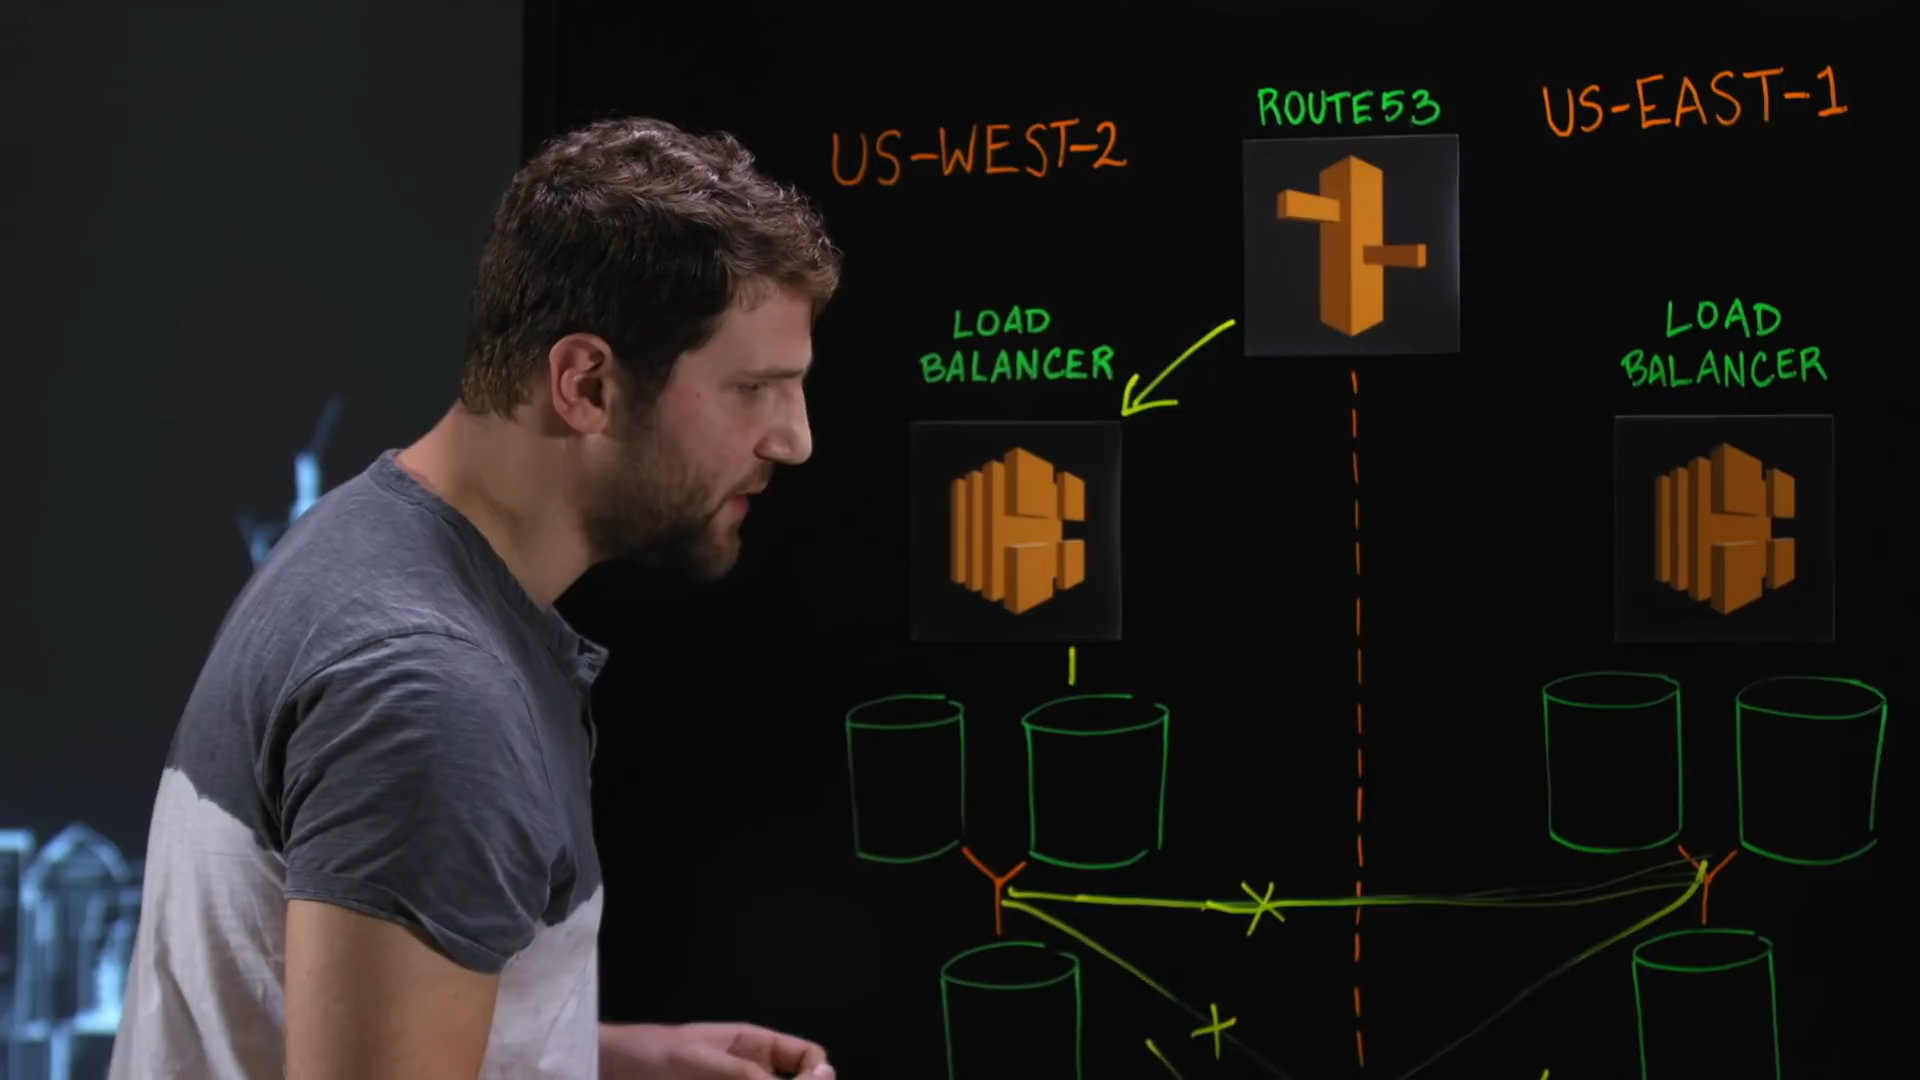 ROUTE53
US-EAST-1
US-WEST-2
LOAD
BALANCER
LOAD
BALANCER